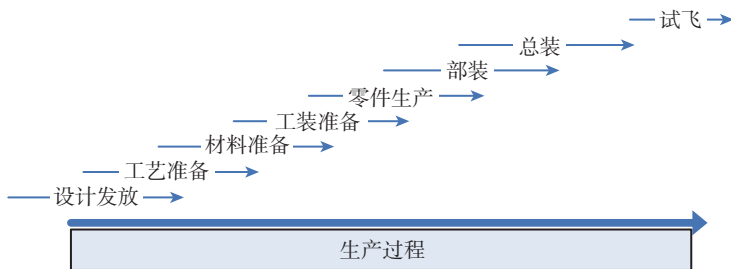 试飞
总装
部装
零件生产
工装准备
材料准备
工艺准备
设计发放
生产过程